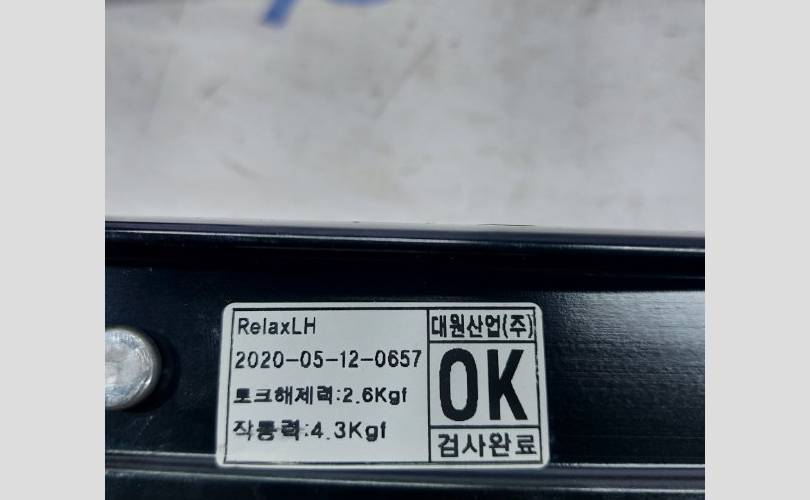 RelaxLH
2020-05-12-0657
토크해제력:2.6Kgf
작동력:4.3Kgf
대원산업(주)
OK
검사완료